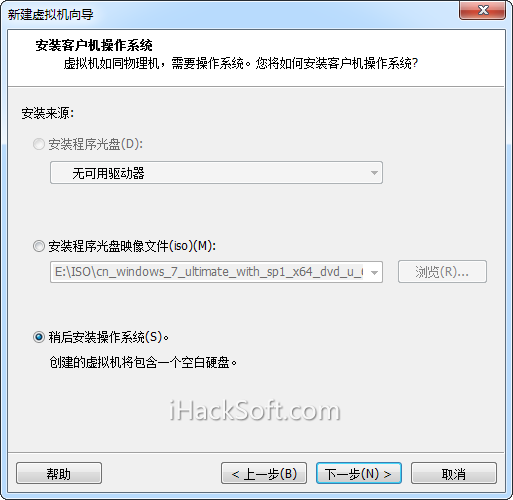 新建虚拟机向导
安装客户机操作系统
虚拟机如同物理机，需要操作系统。您将如何安装客户机操作系统?
安装来源:
安装程序光盘(D):
无可用驱动器
安装程序光盘映像文件(iso)(M):
E:\ISO\cn_windows_7_ultimate_with_sp1_x64_dvd_u_6
浏览(R)...
稍后安装操作系统(S)。
创建的虚拟机将包含一个空白硬盘。
iHackSoft.com
帮助
< 上一步(B)
下一步(N) >
取消